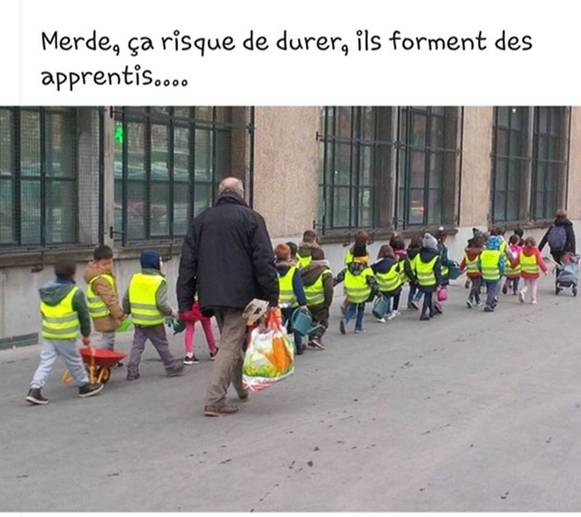 Merde, ça risque de durer, ils forment des
apprentis....